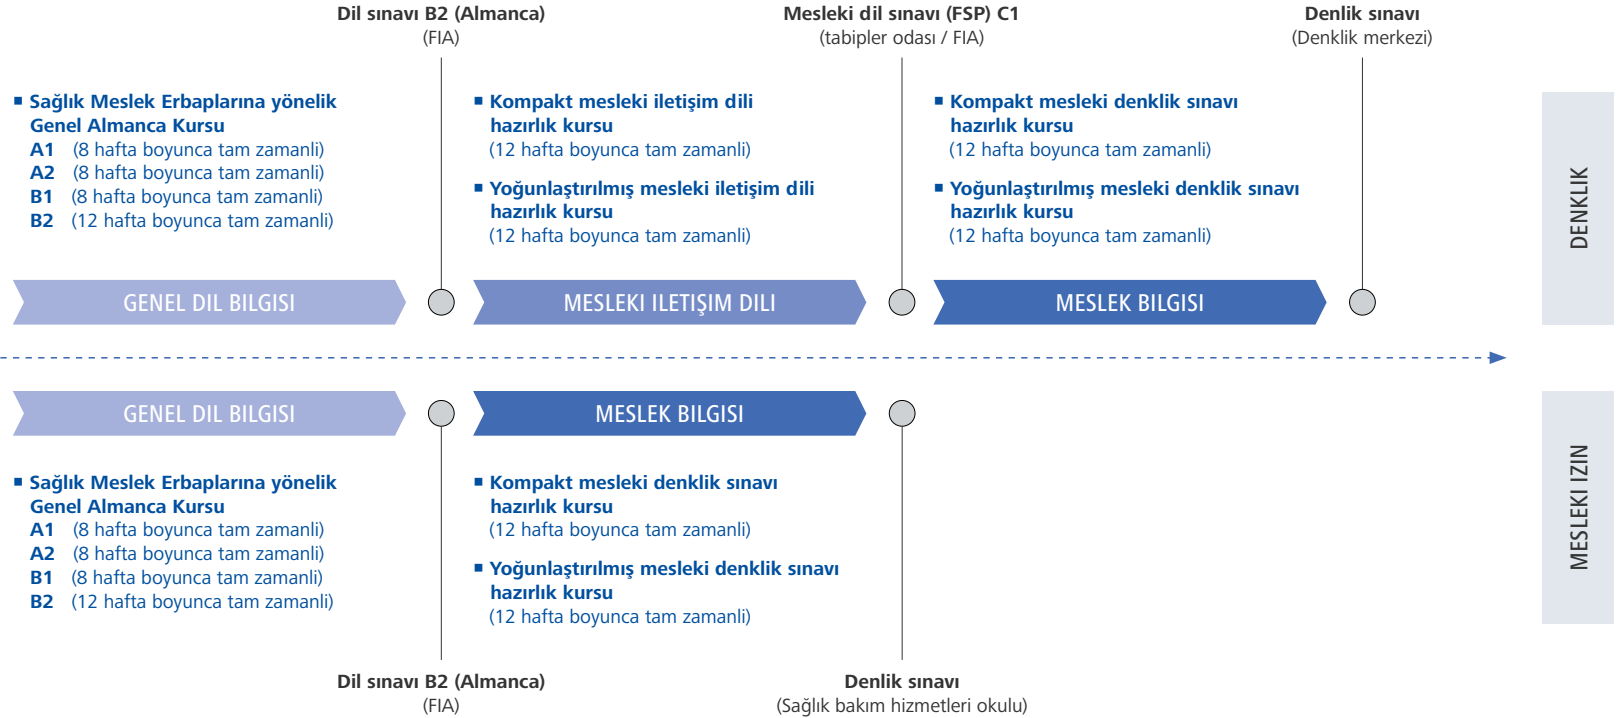 Dil sınavı B2 (Almanca)
(FIA)
Mesleki dil sınavı (FSP) C1
(tabipler odası / FIA)
Denlik sınavı
(Denklik merkezi)
▪ Sağlık Meslek Erbaplarına yönelik
Genel Almanca Kursu
A1 (8 hafta boyunca tam zamanli)
A2 (8 hafta boyunca tam zamanli)
B1 (8 hafta boyunca tam zamanli)
B2 (12 hafta boyunca tam zamanli)
▪ Kompakt mesleki iletişim dili
hazırlık kursu
(12 hafta boyunca tam zamanli)
▪ Yoğunlaştırılmış mesleki iletişim dili
hazırlık kursu
(12 hafta boyunca tam zamanli)
▪ Kompakt mesleki denklik sınavı
hazırlık kursu
(12 hafta boyunca tam zamanli)
▪ Yoğunlaştırılmış mesleki denklik sınavı
hazırlık kursu
(12 hafta boyunca tam zamanli)
DENKLIK
GENEL DIL BILGISI
MESLEKI ILETIŞIM DILI
MESLEK BILGISI
GENEL DIL BILGISI
MESLEK BILGISI
▪ Sağlık Meslek Erbaplarına yönelik
Genel Almanca Kursu
A1 (8 hafta boyunca tam zamanli)
A2 (8 hafta boyunca tam zamanli)
B1 (8 hafta boyunca tam zamanli)
B2 (12 hafta boyunca tam zamanli)
▪ Kompakt mesleki denklik sınavı
hazırlık kursu
(12 hafta boyunca tam zamanli)
▪ Yoğunlaştırılmış mesleki denklik sınavı
hazırlık kursu
(12 hafta boyunca tam zamanli)
MESLEKI IZIN
Dil sınavı B2 (Almanca)
(FIA)
Denlik sınavı
(Sağlık bakım hizmetleri okulu)